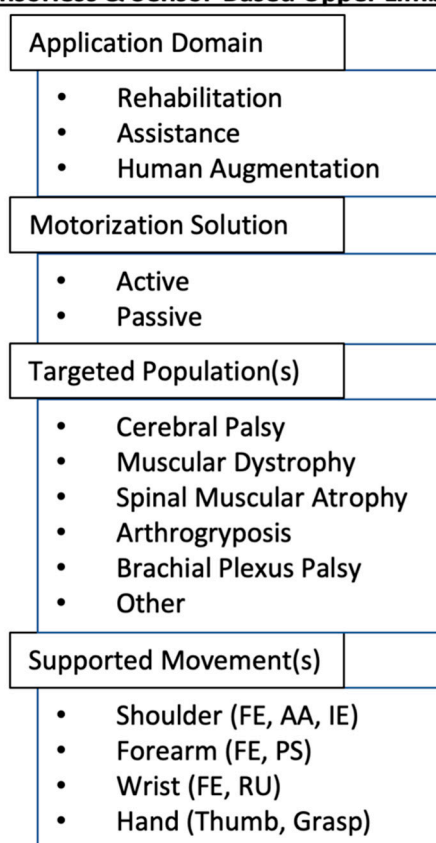 Application Domain
• Rehabilitation
• Assistance
• Human Augmentation
Motorization Solution
• Active
• Passive
Targeted Population(s)
• Cerebral Palsy
• Muscular Dystrophy
• Spinal Muscular Atrophy
• Arthrogryposis
• Brachial Plexus Palsy
• Other
Supported Movement(s)
• Shoulder (FE, AA, IE)
• Forearm (FE, PS)
• Wrist (FE, RU)
• Hand (Thumb, Grasp)